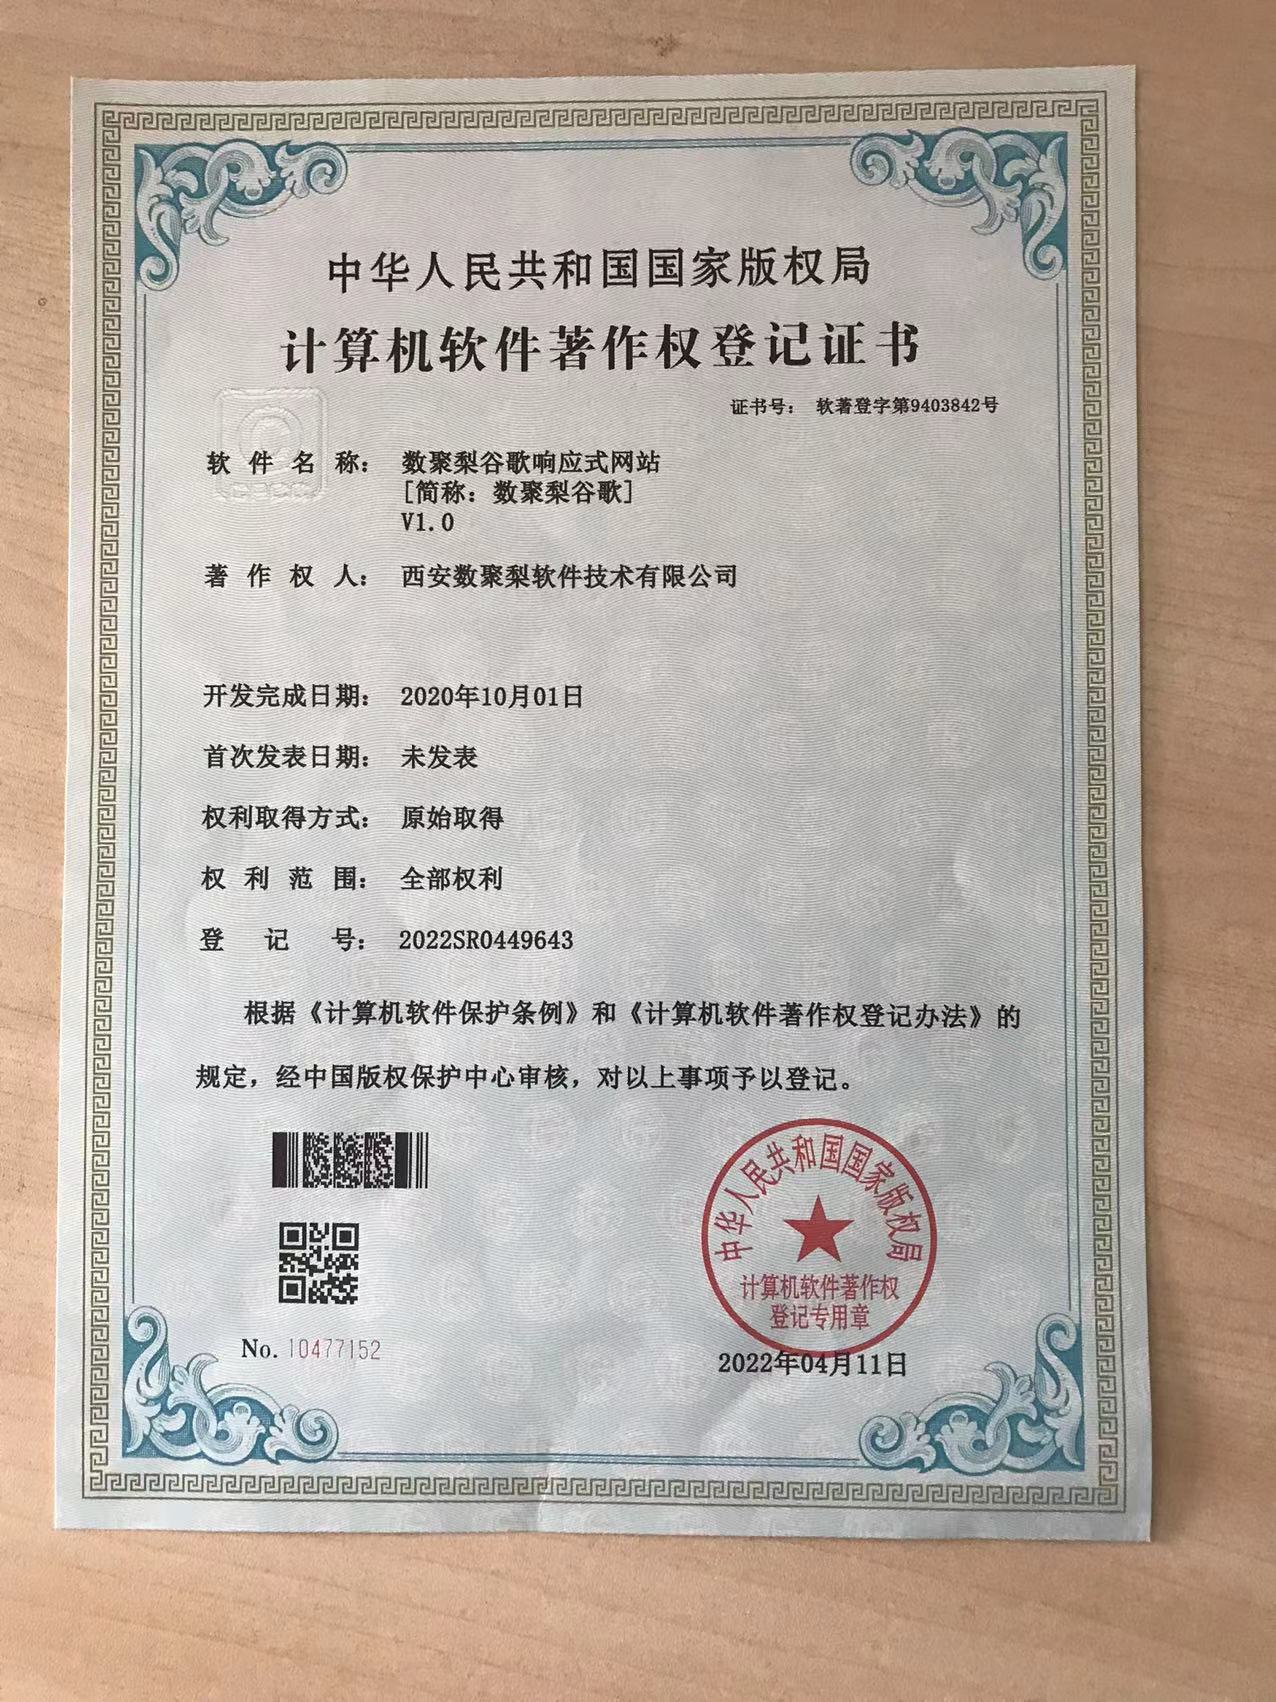 中华人民共和国国家版权局
计算机软件著作权登记证书
证书号： 软著登字第9403842号
软件名称： 数聚梨谷歌响应式网站
[简称：数聚梨谷歌]
V1.0
著作权人： 西安数聚梨软件技术有限公司
开发完成日期： 2020年10月01日
首次发表日期： 未发表
权利取得方式： 原始取得
权利范围： 全部权利
登记号： 2022SR0449643
根据《计算机软件保护条例》和《计算机软件著作权登记办法》的
规定，经中国版权保护中心审核，对以上事项予以登记。
中华人民共和国国家版权局
计算机软件著作权
登记专用章
No. 10477152
2022年04月11日